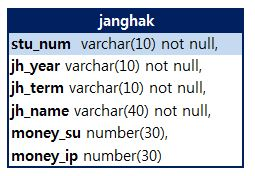 janghak
stu_num varchar(10) not null,
jh_year varchar(10) not null,
jh_term varchar(10) not null,
jh_name varchar(40) not null,
money_su number(30),
money_ip number(30)